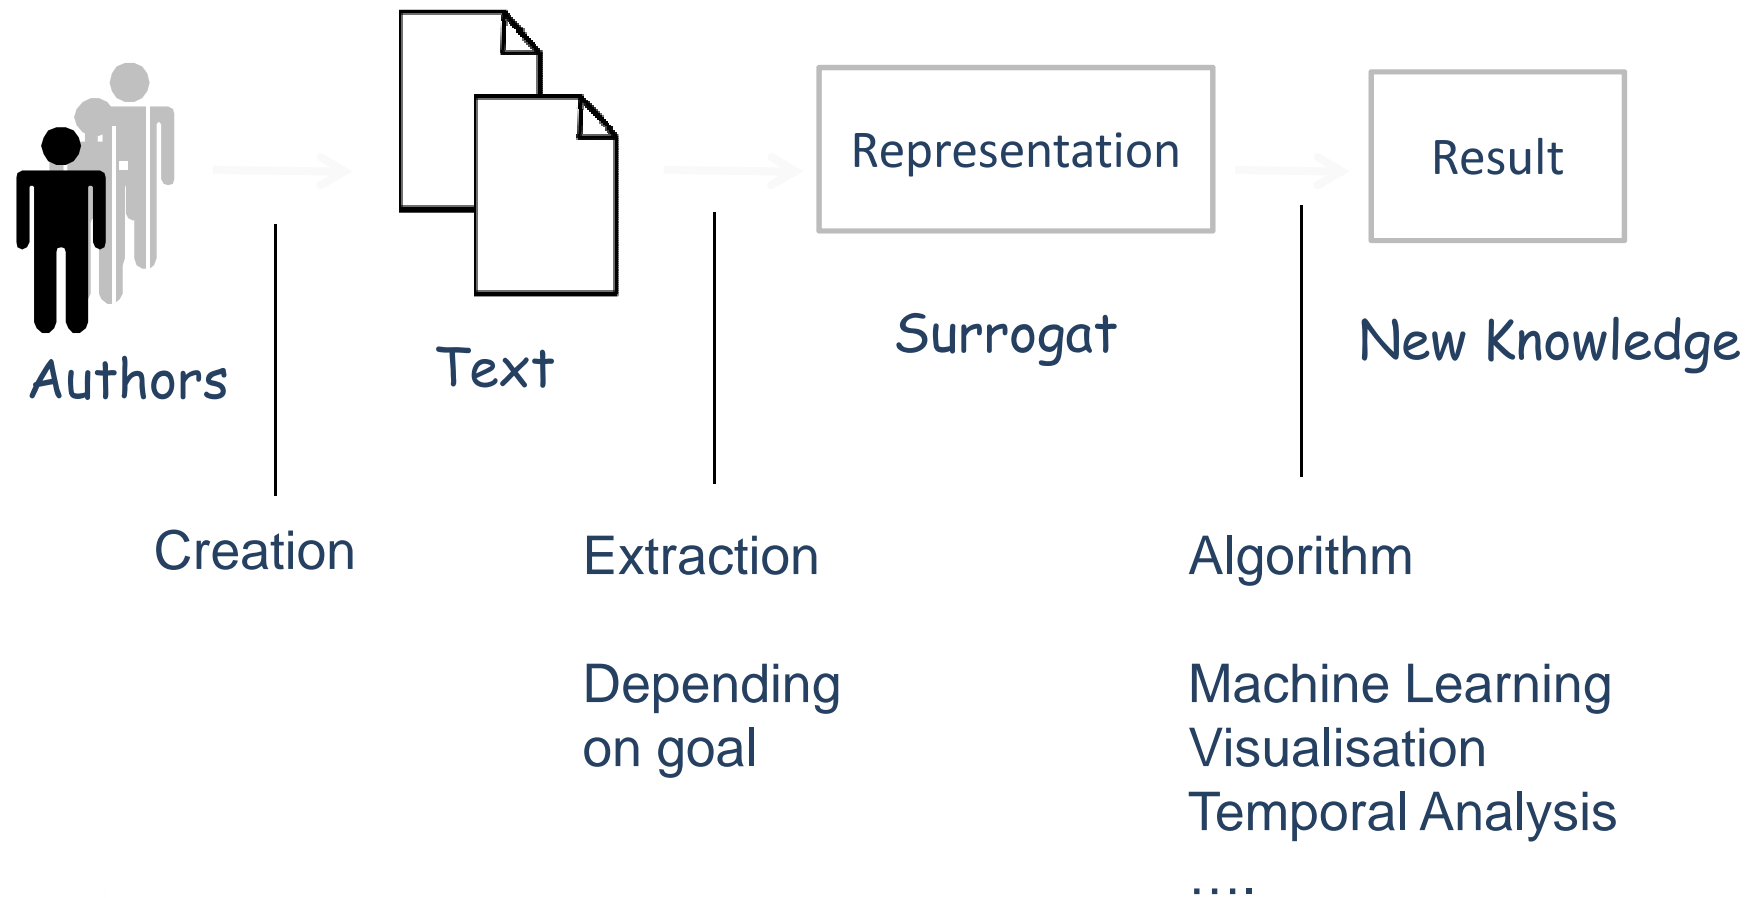 Representation
Result
Authors
Text
Surrogat
New Knowledge
Creation
Extraction
Depending
on goal
Algorithm
Machine Learning
Visualisation
Temporal Analysis
….